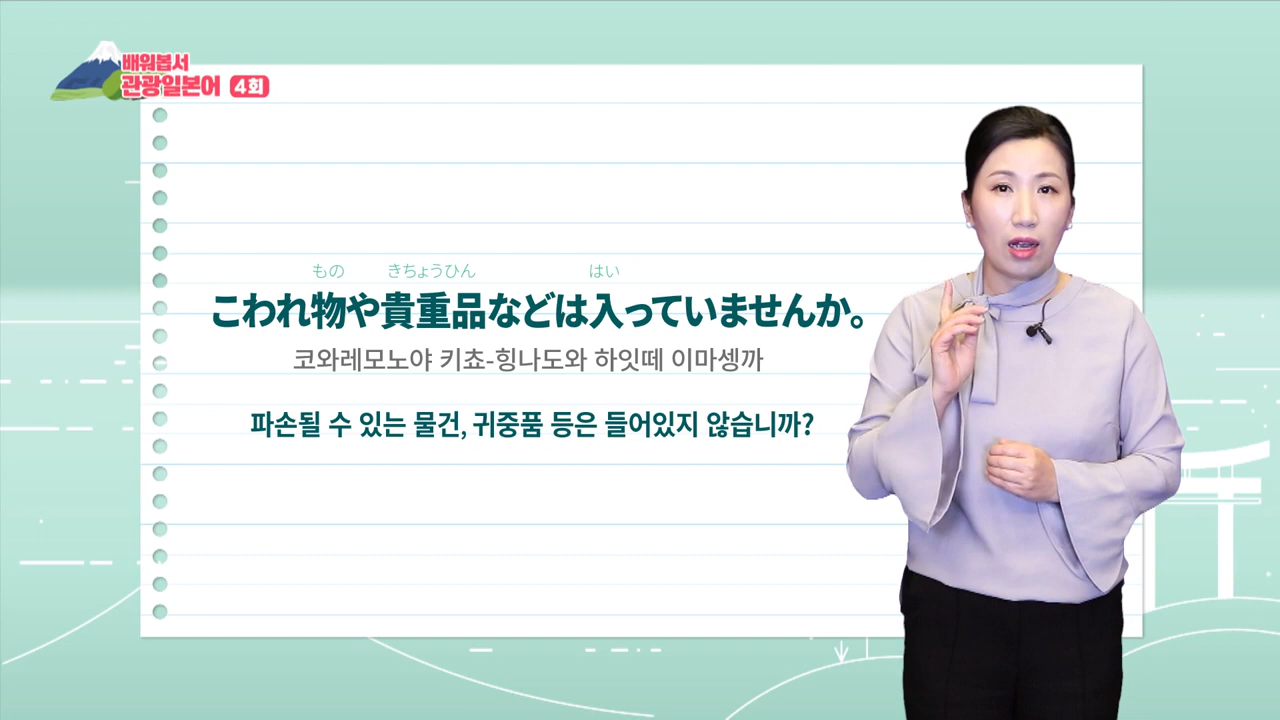 배워봅서
관광일본어 4회
もの きちょうひん はい
こわれ物や貴重品などは入っていませんか。
코와레모노야 키쵸-힝나도와 하잇떼 이마셍까
파손될 수 있는 물건, 귀중품 등은 들어있지 않습니까?